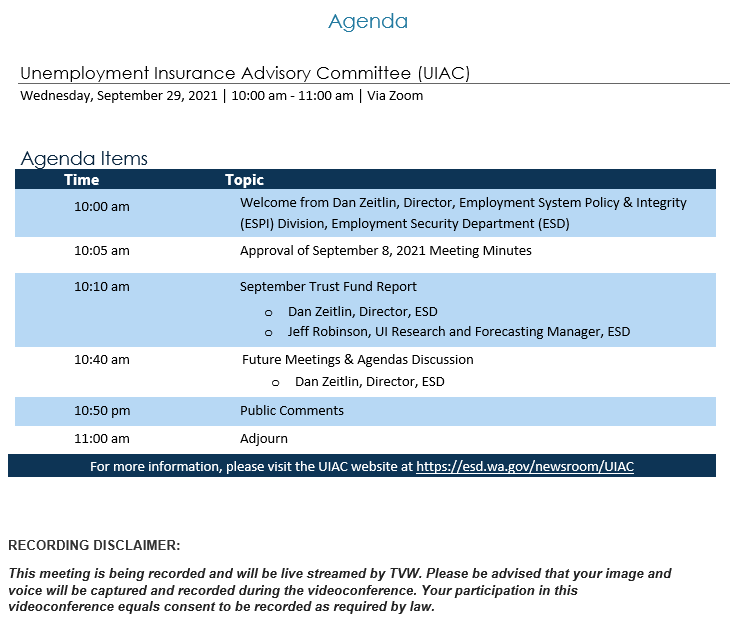 Agenda
Unemployment Insurance Advisory Committee (UIAC)
Wednesday, September 29, 2021 | 10:00 am - 11:00 am | Via Zoom
Agenda Items
Time Topic
10:00 am Welcome from Dan Zeitlin, Director, Employment System Policy & Integrity
(ESPI) Division, Employment Security Department (ESD)
10:05 am Approval of September 8, 2021 Meeting Minutes
10:10 am September Trust Fund Report
o Dan Zeitlin, Director, ESD
o Jeff Robinson, UI Research and Forecasting Manager, ESD
10:40 am Future Meetings & Agendas Discussion
o Dan Zeitlin, Director, ESD
10:50 pm Public Comments
11:00 am Adjourn
For more information, please visit the UIAC website at https://esd.wa.gov/newsroom/UIAC
RECORDING DISCLAIMER:
This meeting is being recorded and will be live streamed by TVW. Please be advised that your image and
voice will be captured and recorded during the videoconference. Your participation in this
videoconference equals consent to be recorded as required by law.